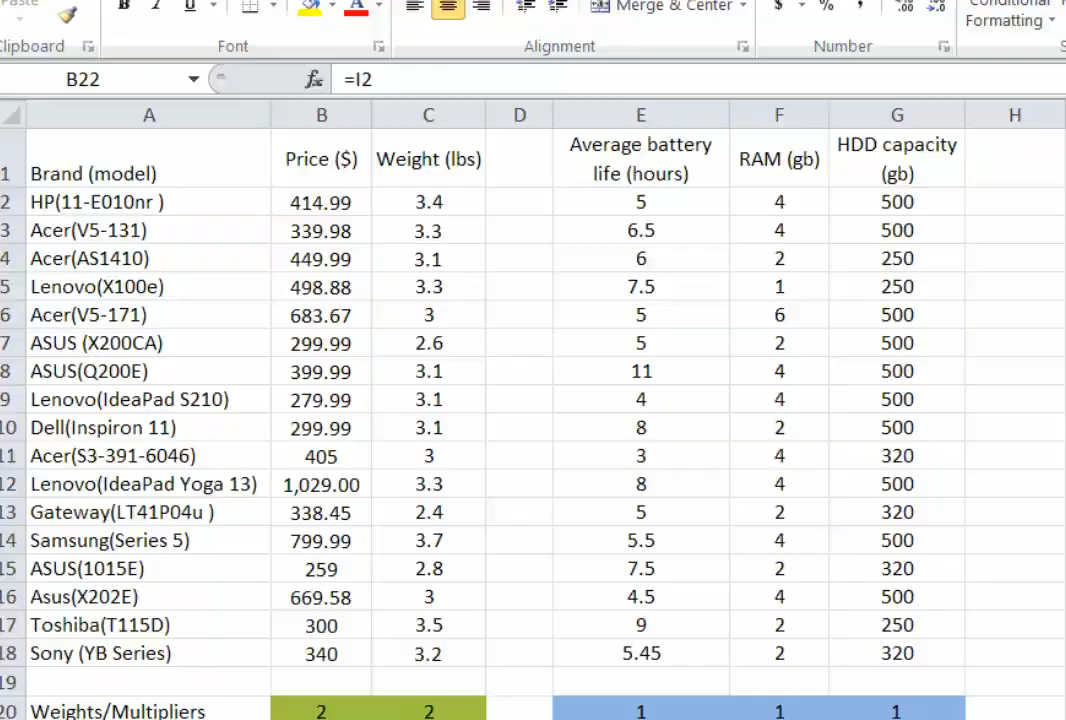 Paste B I U A Merge & Center $ % , .00 .0 Conditional
.00 Formatting
Clipboard Font Alignment Number
B22 fx =I2
A B C D E F G H
1 Brand (model) Price ($) Weight (lbs) Average battery life (hours) RAM (gb) HDD capacity (gb)
2 HP(11-E010nr ) 414.99 3.4 5 4 500
3 Acer(V5-131) 339.98 3.3 6.5 4 500
4 Acer(AS1410) 449.99 3.1 6 2 250
5 Lenovo(X100e) 498.88 3.3 7.5 1 250
6 Acer(V5-171) 683.67 3 5 6 500
7 ASUS (X200CA) 299.99 2.6 5 2 500
8 ASUS(Q200E) 399.99 3.1 11 4 500
9 Lenovo(IdeaPad S210) 279.99 3.1 4 4 500
10 Dell(Inspiron 11) 299.99 3.1 8 2 500
11 Acer(S3-391-6046) 405 3 3 4 320
12 Lenovo(IdeaPad Yoga 13) 1,029.00 3.3 8 4 500
13 Gateway(LT41P04u ) 338.45 2.4 5 2 320
14 Samsung(Series 5) 799.99 3.7 5.5 4 500
15 ASUS(1015E) 259 2.8 7.5 2 320
16 Asus(X202E) 669.58 3 4.5 4 500
17 Toshiba(T115D) 300 3.5 9 2 250
18 Sony (YB Series) 340 3.2 5.45 2 320
19
20 Weights/Multipliers 2 2 1 1 1